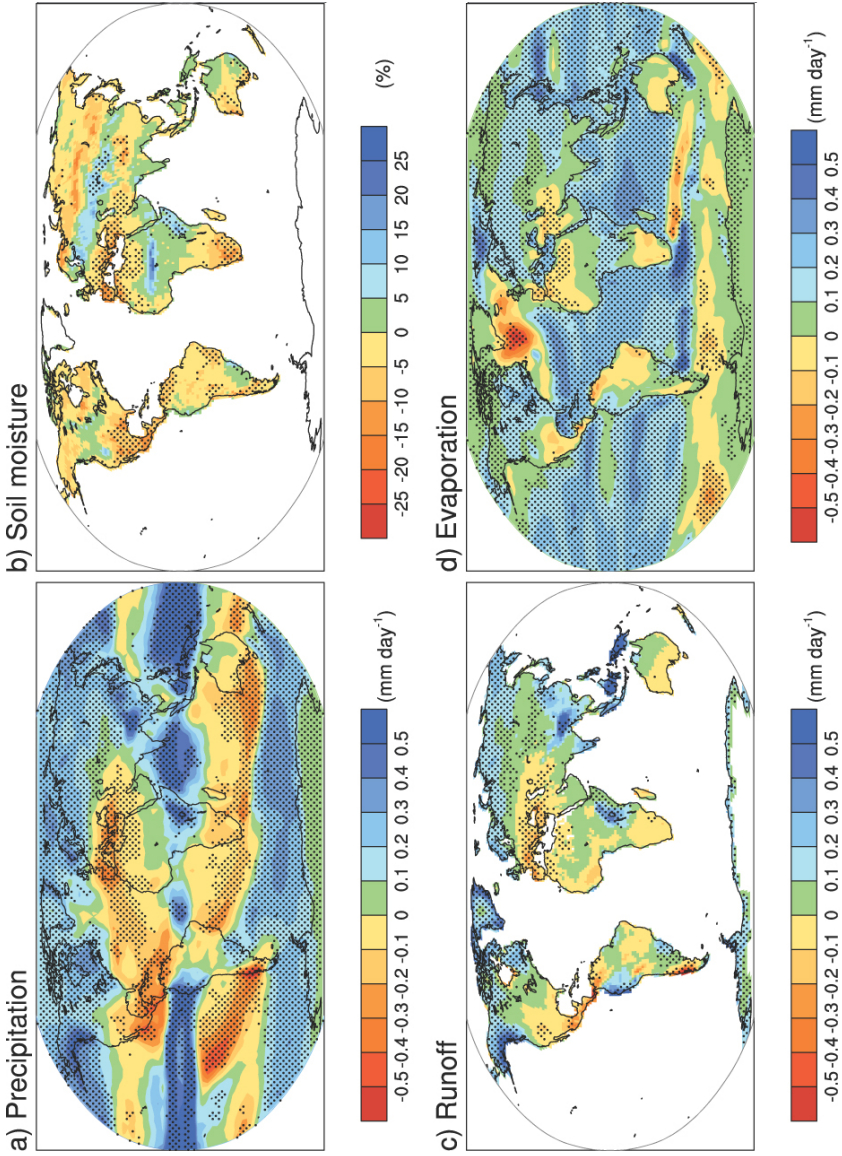 a) Precipitation
(mm day-1)
-0.5-0.4-0.3-0.2-0.1 0 0.1 0.2 0.3 0.4 0.5
b) Soil moisture
(%)
-25 -20 -15 -10 -5 0 5 10 15 20 25
c) Runoff
(mm day-1)
-0.5-0.4-0.3-0.2-0.1 0 0.1 0.2 0.3 0.4 0.5
d) Evaporation
(mm day-1)
-0.5-0.4-0.3-0.2-0.1 0 0.1 0.2 0.3 0.4 0.5